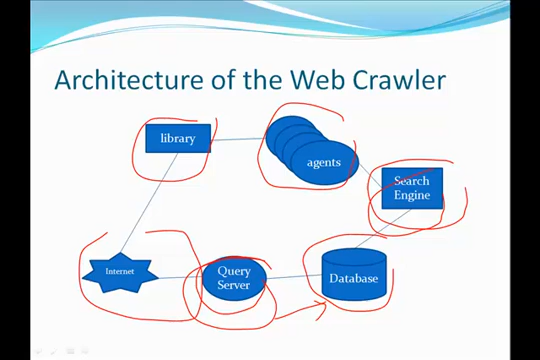 Architecture of the Web Crawler
library
agents
Search
Engine
Internet
Query
Server
Database